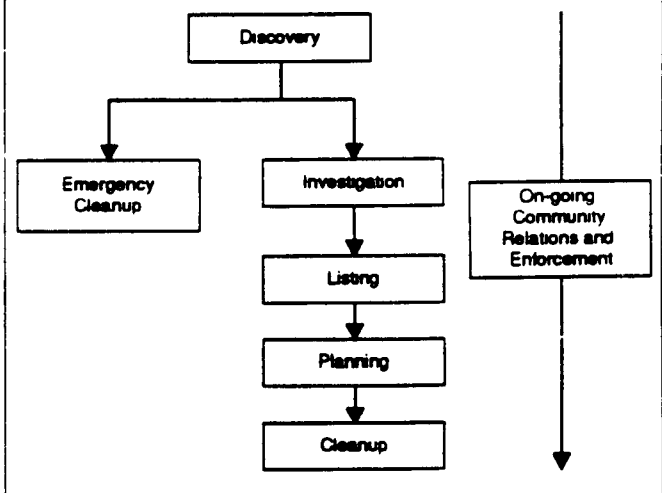 Discovery
Emergency
Cleanup
Investigation
On-going
Community
Relations and
Enforcement
Listing
Planning
Cleanup